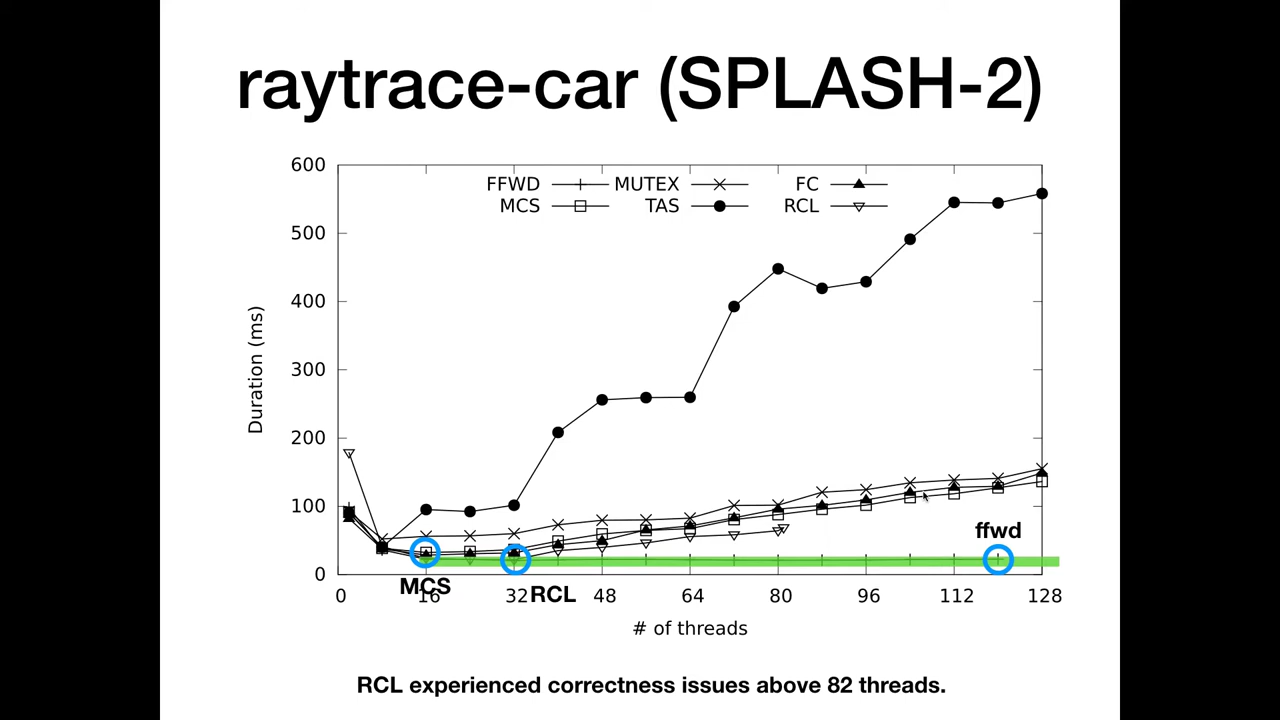 raytrace-car (SPLASH-2)
600
500
400
300
200
100
0
Duration (ms)
FFWD MUTEX FC
MCS TAS RCL
ffwd
MCS RCL
0 16 32 48 64 80 96 112 128
# of threads
RCL experienced correctness issues above 82 threads.